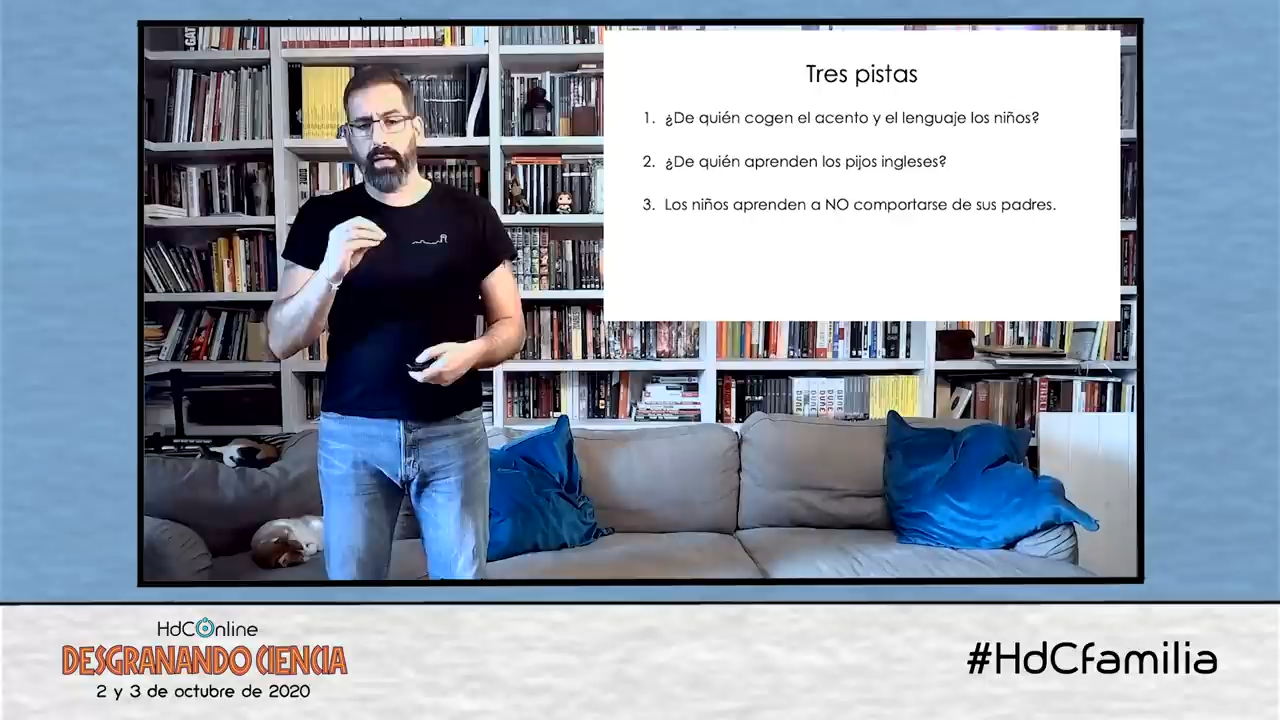 Tres pistas
1. ¿De quién cogen el acento y el lenguaje los niños?
2. ¿De quién aprenden los pijos ingleses?
3. Los niños aprenden a NO comportarse de sus padres.
DUNE
DUNE
HdCOnline
DESGRANANDO CIENCIA
2 y 3 de octubre de 2020
#HdCfamilia